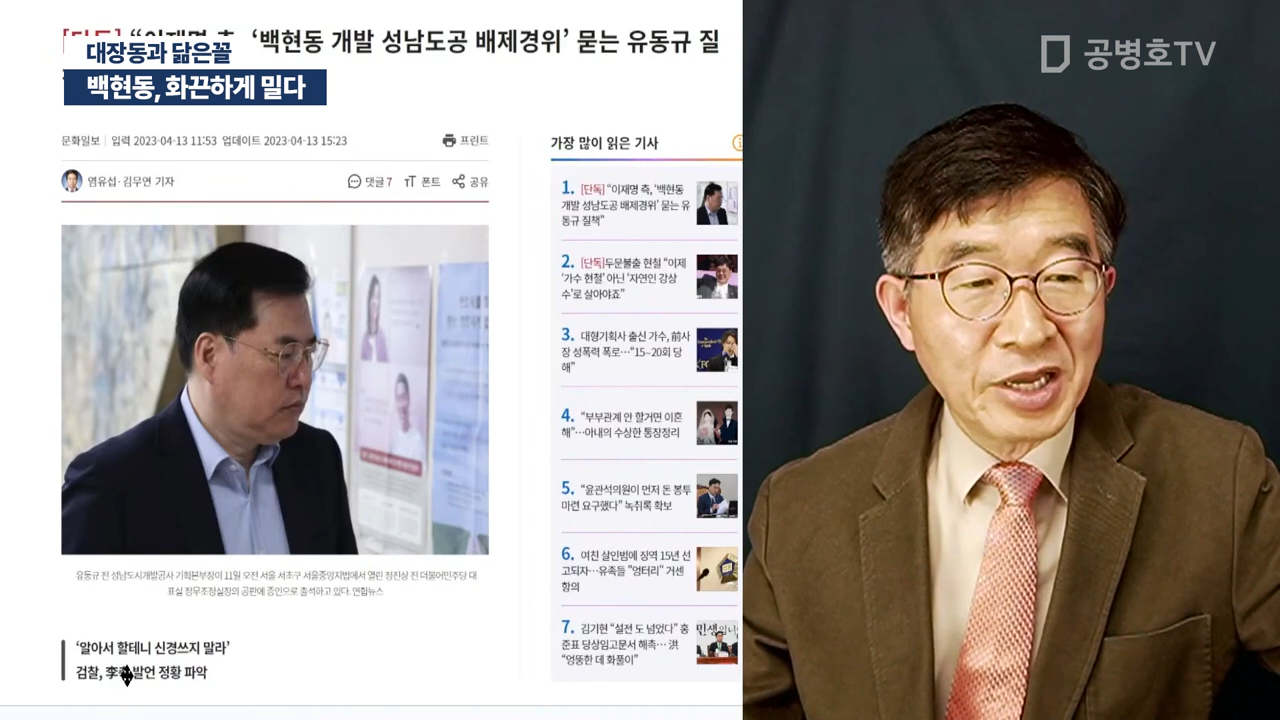 ‘백현동 개발 성남도공 배제경위’ 묻는 유동규 질
대장동과 닮은꼴
백현동, 화끈하게 밀다
공병호TV
문화일보 입력 2023-04-13 11:53 업데이트 2023-04-13 15:23
프린트
염유섭·김무연 기자
댓글 7 폰트 공유
유동규 전 성남도시개발공사 기획본부장이 11일 오전 서울 서초구 서울중앙지법에서 열린 정진상 전 더불어민주당 대
표실 정무조정실장의 공판에 증인으로 출석하고 있다. 연합뉴스
‘알아서 할테니 신경쓰지 말라’
검찰, 李측 발언 정황 파악
가장 많이 읽은 기사
1. [단독] “이재명 측, ‘백현동
개발 성남도공 배제경위’ 묻는 유
동규 질책”
2. [단독]두문불출 현철 “이제
‘가수 현철’ 아닌 ‘자연인 강상
수’로 살아야죠”
3. 대형기획사 출신 가수, 前사
장 성폭력 폭로…“15~20회 당
해”
4. “부부관계 안 할거면 이혼
해”…아내의 수상한 통장정리
5. “윤관석의원이 먼저 돈 봉투
마련 요구했다” 녹취록 확보
6. 여친 살인범에 징역 15년 선
고되자…유족들 "엉터리" 거센
항의
7. 김기현 “설전 도 넘었다” 홍
준표 당상임고문서 해촉… 洪
“엉뚱한 데 화풀이”